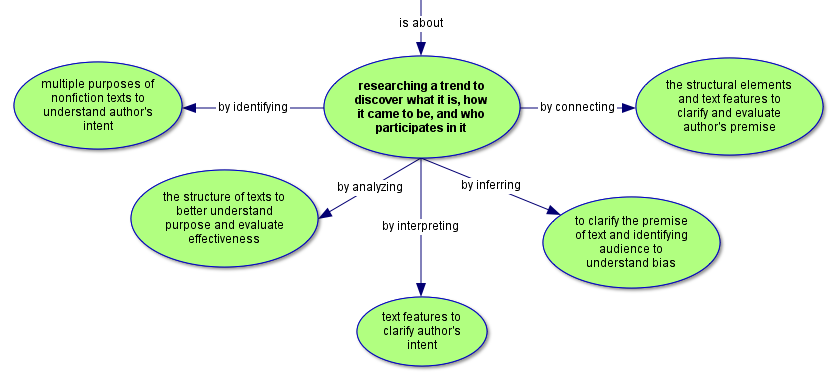 is about
researching a trend to
discover what it is, how
it came to be, and who
participates in it
by identifying
multiple purposes of
nonfiction texts to
understand author's
intent
by analyzing
the structure of texts to
better understand
purpose and evaluate
effectiveness
by interpreting
text features to
clarify author's
intent
by inferring
to clarify the premise
of text and identifying
audience to
understand bias
by connecting
the structural elements
and text features to
clarify and evaluate
author's premise